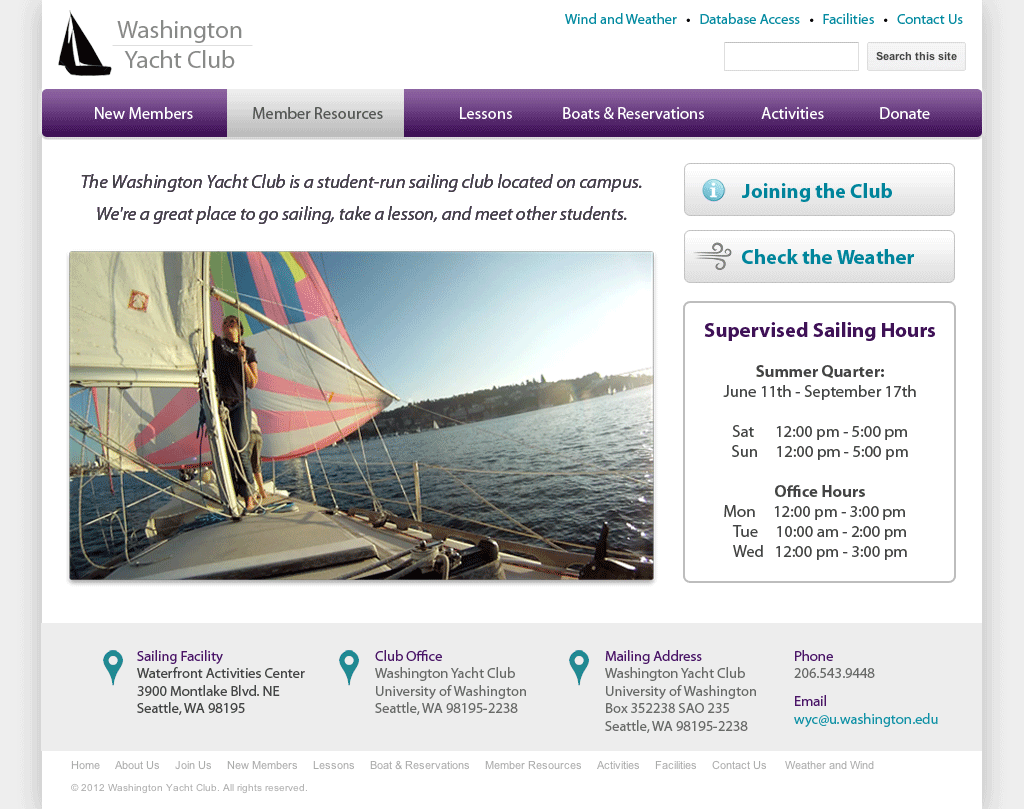 Washington
Yacht Club
Wind and Weather • Database Access • Facilities • Contact Us
Search this site
New Members Member Resources Lessons Boats & Reservations Activities Donate
The Washington Yacht Club is a student-run sailing club located on campus.
We're a great place to go sailing, take a lesson, and meet other students.
Joining the Club
Check the Weather
Supervised Sailing Hours
Summer Quarter:
June 11th - September 17th
Sat 12:00 pm - 5:00 pm
Sun 12:00 pm - 5:00 pm
Office Hours
Mon 12:00 pm - 3:00 pm
Tue 10:00 am - 2:00 pm
Wed 12:00 pm - 3:00 pm
Sailing Facility
Waterfront Activities Center
3900 Montlake Blvd. NE
Seattle, WA 98195
Club Office
Washington Yacht Club
University of Washington
Seattle, WA 98195-2238
Mailing Address
Washington Yacht Club
University of Washington
Box 352238 SAO 235
Seattle, WA 98195-2238
Phone
206.543.9448
Email
wyc@u.washington.edu
Home About Us Join Us New Members Lessons Boat & Reservations Member Resources Activities Facilities Contact Us Weather and Wind
© 2012 Washington Yacht Club. All rights reserved.